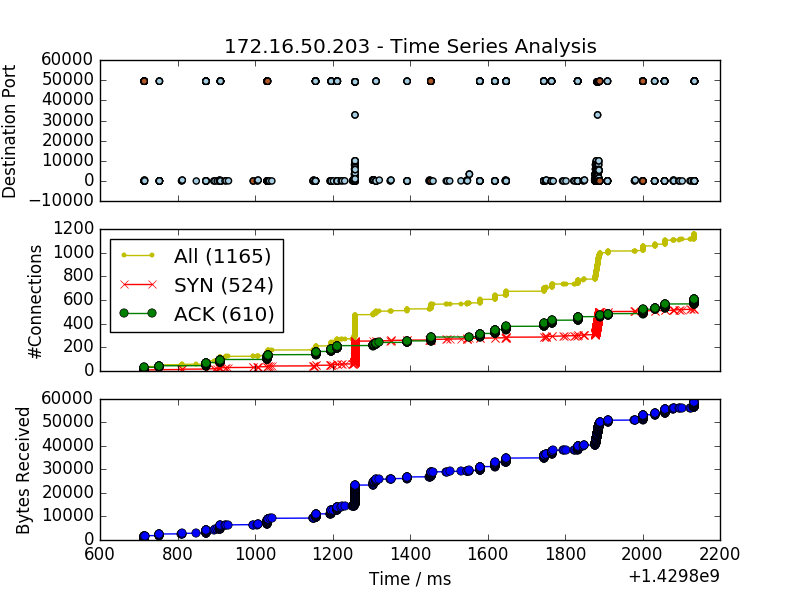 172.16.50.203 - Time Series Analysis
60000
50000
40000
30000
20000
10000
0
−10000
Destination Port
1200
1000
800
600
400
200
0
#Connections
All (1165)
SYN (524)
ACK (610)
60000
50000
40000
30000
20000
10000
0
Bytes Received
600 800 1000 1200 1400 1600 1800 2000 2200
Time / ms
+1.4298e9